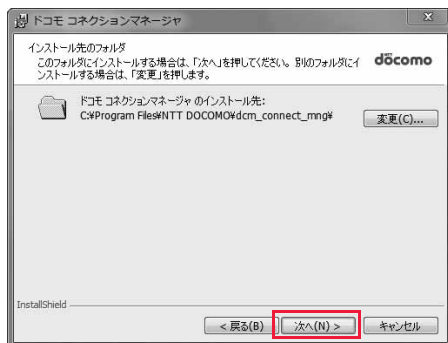 ドコモ コネクションマネージャ
インストール先のフォルダ
このフォルダにインストールする場合は、「次へ」を押してください。別のフォルダにイ
ンストールする場合は、「変更」を押します。
döcomo
ドコモ コネクションマネージャ のインストール先:
C:¥Program Files¥NTT DOCOMO¥dcm_connect_mng¥
変更(C)...
InstallShield
< 戻る(B)
次へ(N) >
キャンセル